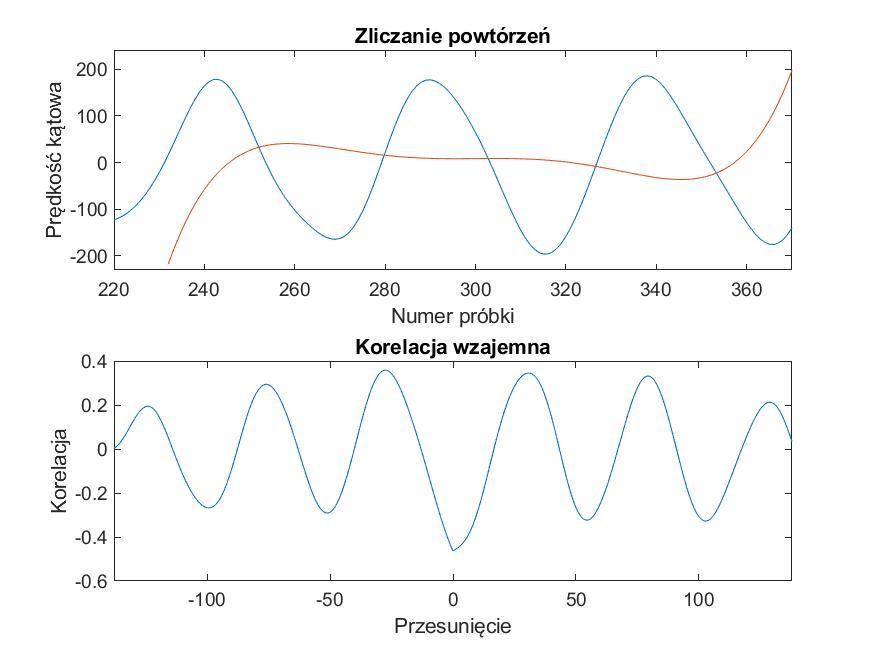 Zliczanie powtórzeń
200
100
0
-100
-200
Prędkość kątowa
220 240 260 280 300 320 340 360
Numer próbki
Korelacja wzajemna
0.4
0.2
0
-0.2
-0.4
-0.6
Korelacja
-100 -50 0 50 100
Przesunięcie